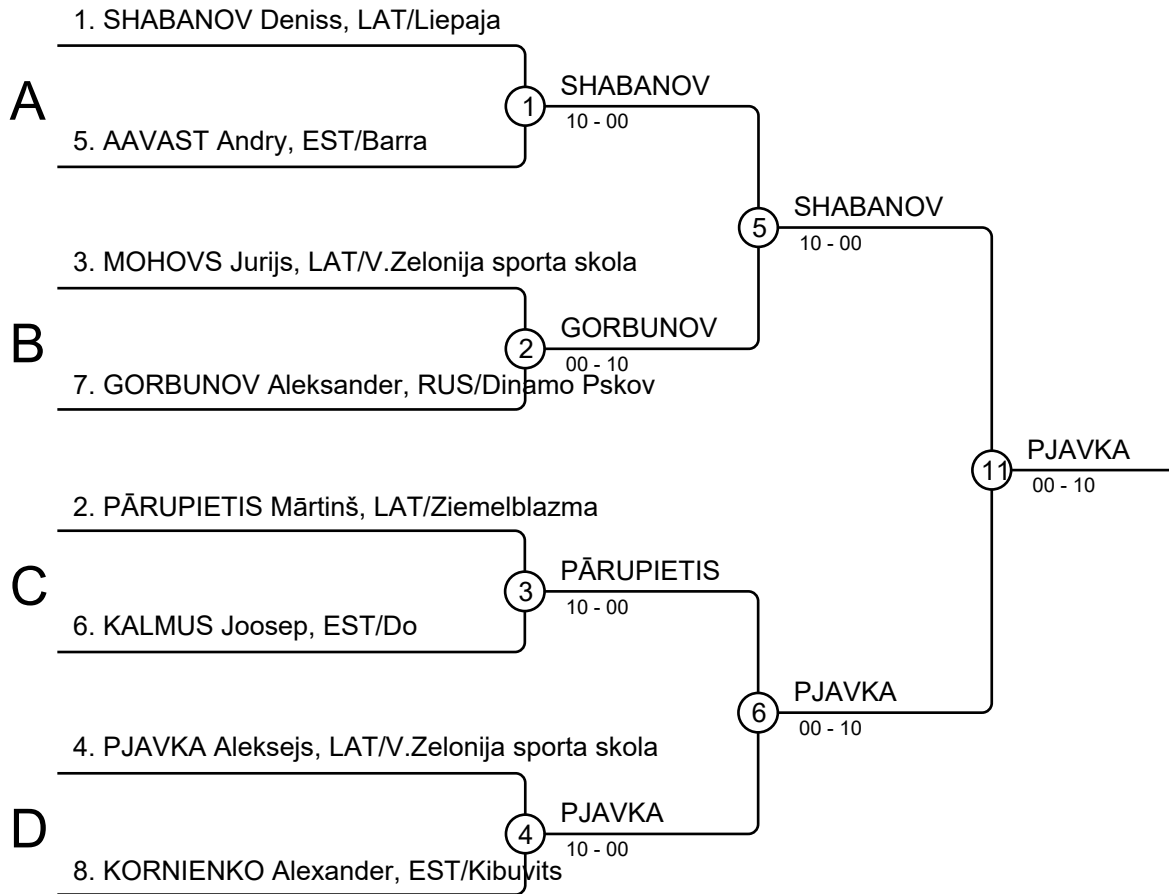 1. SHABANOV Deniss, LAT/Liepaja
A
1
SHABANOV
10 - 00
5. AAVAST Andry, EST/Barra
5
SHABANOV
10 - 00
3. MOHOVS Jurijs, LAT/V.Zelonija sporta skola
B
2
GORBUNOV
00 - 10
7. GORBUNOV Aleksander, RUS/Dinamo Pskov
11
PJAVKA
00 - 10
2. PĀRUPIETIS Mārtinš, LAT/Ziemelblazma
C
3
PĀRUPIETIS
10 - 00
6. KALMUS Joosep, EST/Do
6
PJAVKA
00 - 10
4. PJAVKA Aleksejs, LAT/V.Zelonija sporta skola
D
4
PJAVKA
10 - 00
8. KORNIENKO Alexander, EST/Kibuvits